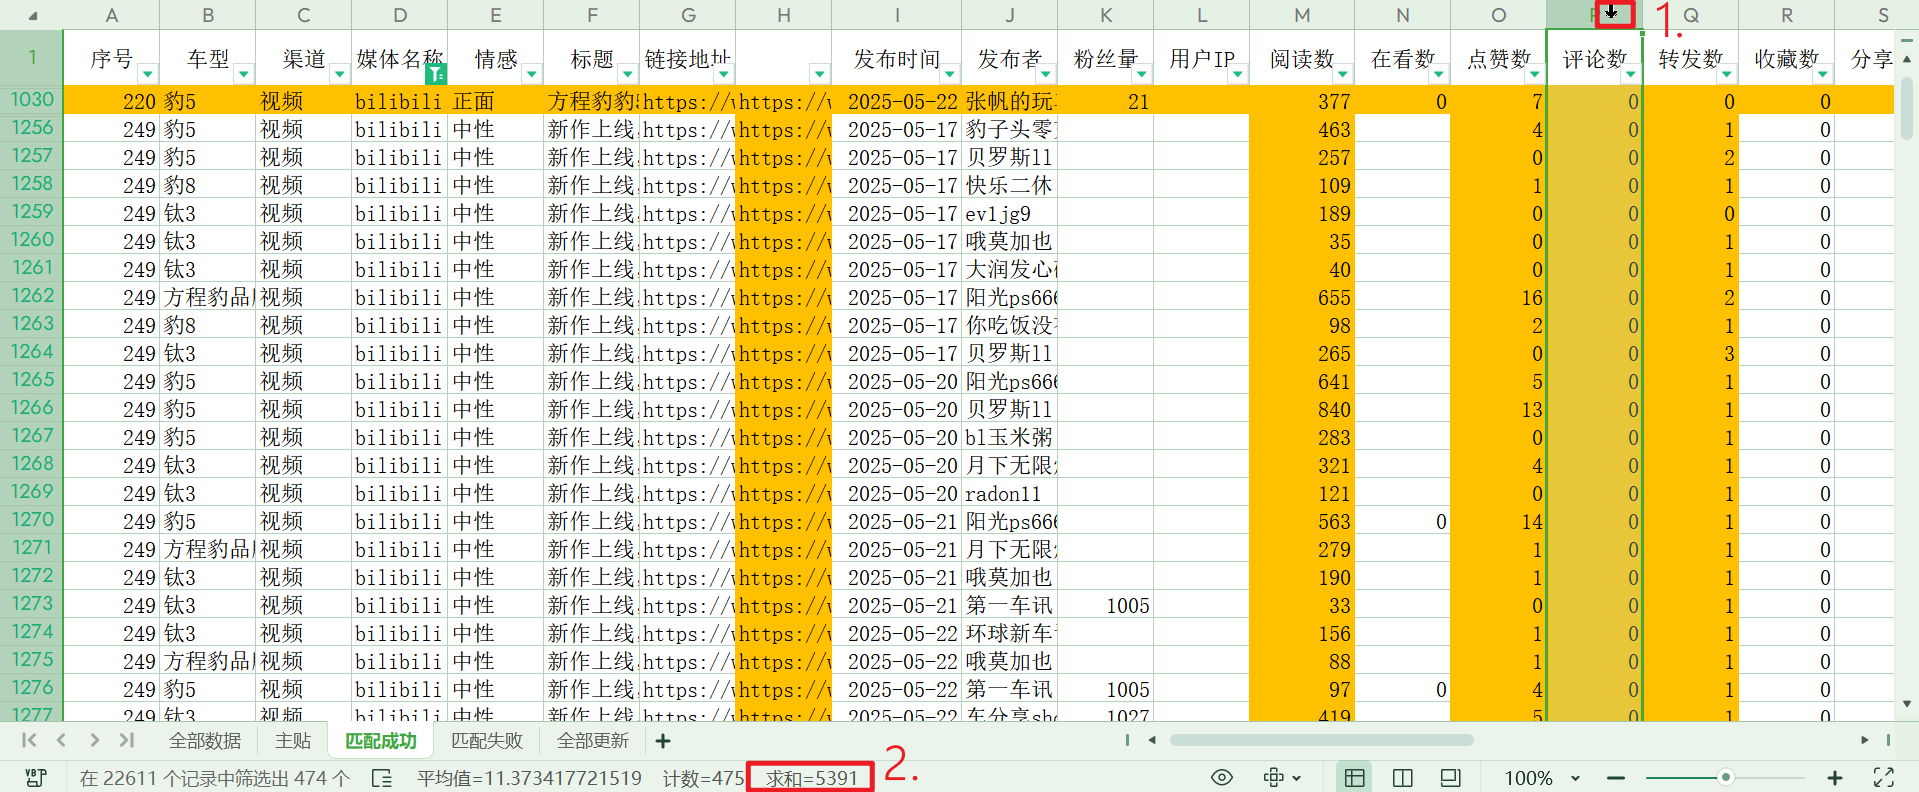 A B C D E F G H I J K L M N O P Q R S 1.
1 序号 车型 渠道 媒体名称 情感 标题 链接地址 发布时间 发布者 粉丝量 用户IP 阅读数 在看数 点赞数 评论数 转发数 收藏数 分享
1030 220 豹5 视频 bilibili 正面 方程豹豹 https://w https://w 2025-05-22 张帆的玩 21 377 0 7 0 0 0
1256 249 豹5 视频 bilibili 中性 新作上线 https://w https://w 2025-05-17 豹子头零 463 4 0 1 0
1257 249 豹5 视频 bilibili 中性 新作上线 https://w https://w 2025-05-17 贝罗斯ll 257 0 0 2 0
1258 249 豹8 视频 bilibili 中性 新作上线 https://w https://w 2025-05-17 快乐二休 109 1 0 1 0
1259 249 钛3 视频 bilibili 中性 新作上线 https://w https://w 2025-05-17 ev1jg9 189 0 0 0 0
1260 249 钛3 视频 bilibili 中性 新作上线 https://w https://w 2025-05-17 哦莫加也 35 0 0 1 0
1261 249 钛3 视频 bilibili 中性 新作上线 https://w https://w 2025-05-17 大润发心 40 0 0 1 0
1262 249 方程豹品 视频 bilibili 中性 新作上线 https://w https://w 2025-05-17 阳光ps666 655 16 0 2 0
1263 249 豹8 视频 bilibili 中性 新作上线 https://w https://w 2025-05-17 你吃饭没 98 2 0 1 0
1264 249 钛3 视频 bilibili 中性 新作上线 https://w https://w 2025-05-17 贝罗斯ll 265 0 0 3 0
1265 249 豹5 视频 bilibili 中性 新作上线 https://w https://w 2025-05-20 阳光ps666 641 5 0 1 0
1266 249 豹5 视频 bilibili 中性 新作上线 https://w https://w 2025-05-20 贝罗斯ll 840 13 0 1 0
1267 249 豹5 视频 bilibili 中性 新作上线 https://w https://w 2025-05-20 bl玉米粥 283 0 0 1 0
1268 249 钛3 视频 bilibili 中性 新作上线 https://w https://w 2025-05-20 月下无限 321 4 0 1 0
1269 249 钛3 视频 bilibili 中性 新作上线 https://w https://w 2025-05-20 radon11 121 0 0 1 0
1270 249 豹5 视频 bilibili 中性 新作上线 https://w https://w 2025-05-21 阳光ps666 563 0 14 0 1 0
1271 249 方程豹品 视频 bilibili 中性 新作上线 https://w https://w 2025-05-21 月下无限 279 1 0 1 0
1272 249 钛3 视频 bilibili 中性 新作上线 https://w https://w 2025-05-21 哦莫加也 190 1 0 1 0
1273 249 钛3 视频 bilibili 中性 新作上线 https://w https://w 2025-05-21 第一车讯 1005 33 0 0 1 0
1274 249 钛3 视频 bilibili 中性 新作上线 https://w https://w 2025-05-22 环球新车 156 1 0 1 0
1275 249 方程豹品 视频 bilibili 中性 新作上线 https://w https://w 2025-05-22 哦莫加也 88 1 0 1 0
1276 249 豹5 视频 bilibili 中性 新作上线 https://w https://w 2025-05-22 第一车讯 1005 97 0 4 0 1 0
1277 249 钛3 视频 bilibili 中性 新作上线 https://w https://w 2025-05-22 车分享sho 1027 419 5 0 1 0
全部数据 主贴 匹配成功 匹配失败 全部更新
在 22611 个记录中筛选出 474 个 平均值=11.373417721519 计数=475 求和=5391 2. 100%